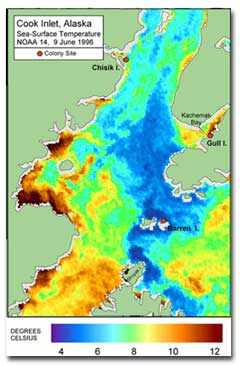 Cook Inlet, Alaska
Sea-Surface Temperature
NOAA 14, 9 June 1996
Colony Site
Chisik I.
Kachemak
Bay
Gull I.
Barren I.
DEGREES
CELSIUS
4 6 8 10 12